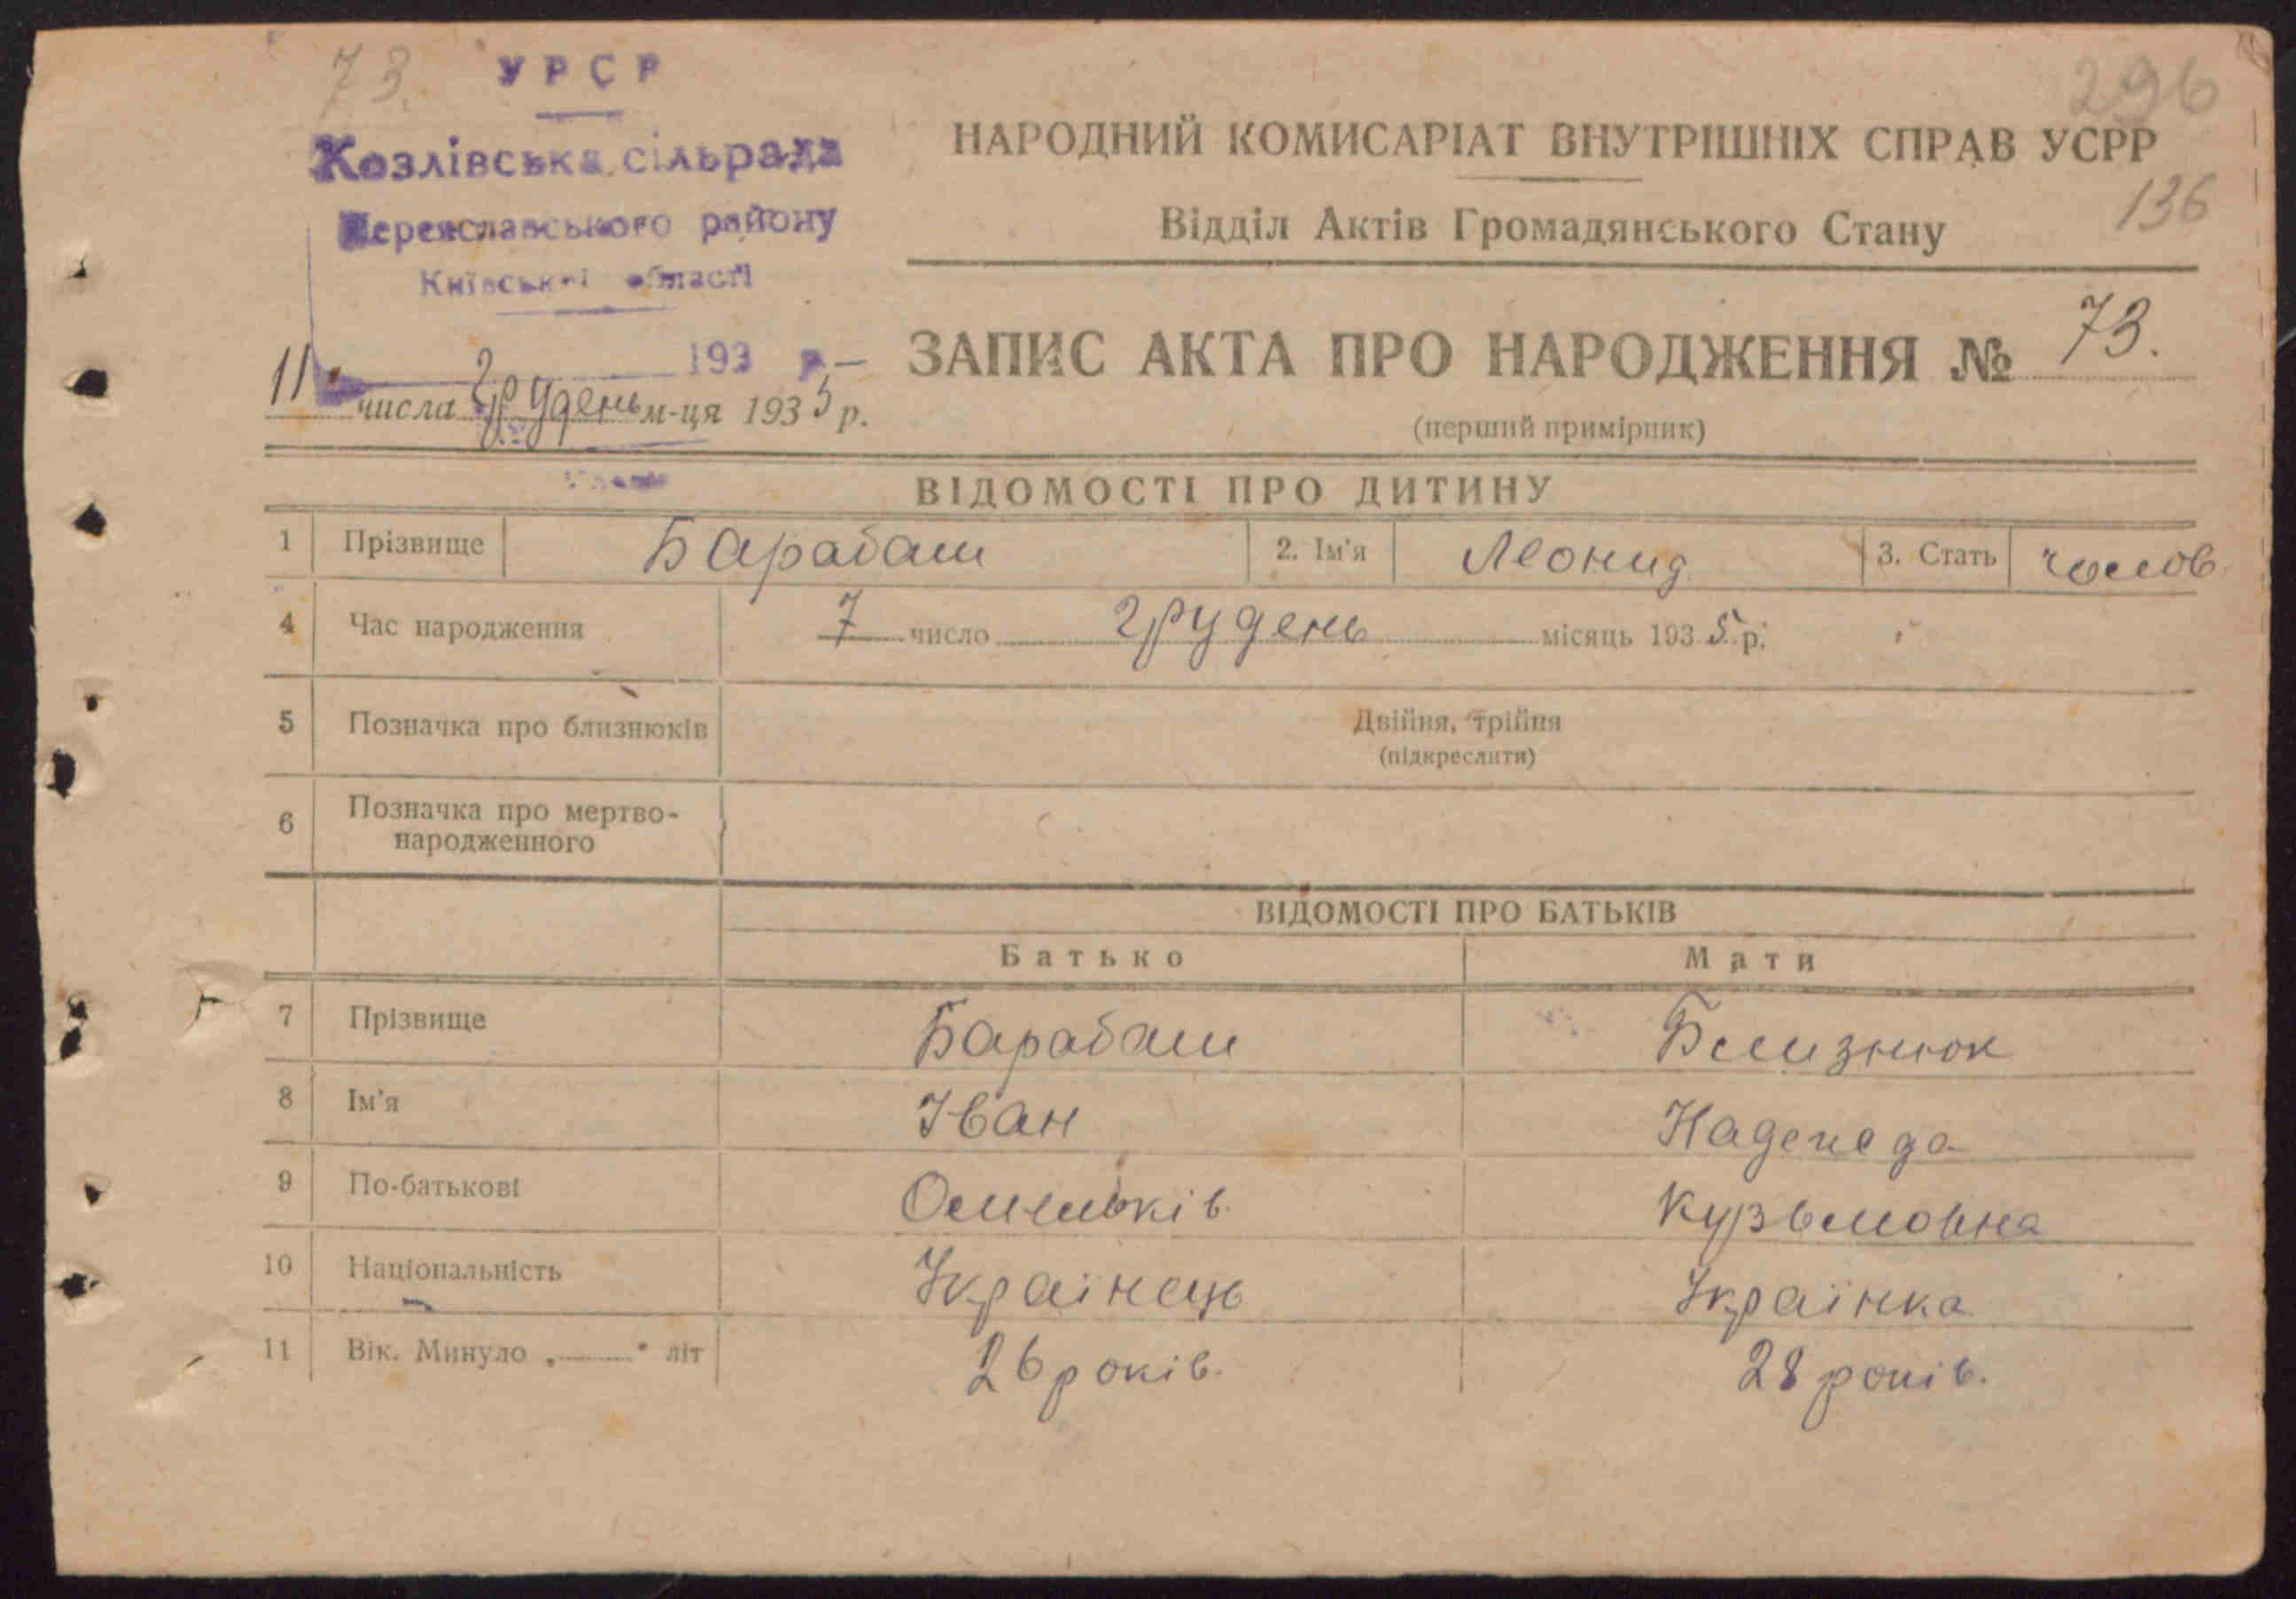 73.
296
УРСР
Козлівська сільрада
Переяславського району
Київської області
193 р.
НАРОДНИЙ КОМИСАРІАТ ВНУТРІШНІХ СПРАВ УСРР
136
Відділ Актів Громадянського Стану
ЗАПИС АКТА ПРО НАРОДЖЕННЯ № 73.
11 числа Грудень м-ця 1935 р.
(перший примірник)
ВІДОМОСТІ ПРО ДИТИНУ
1 Прізвище Барабаш 2. Ім'я Леонид 3. Стать чолов.
4 Час народження 7 число грудень місяць 1935 р.
5 Позначка про близнюків Двійня, трійня
(підкреслити)
6 Позначка про мертво-
народженного
ВІДОМОСТІ ПРО БАТЬКІВ
Батько Мати
7 Прізвище Барабаш Близнюк
8 Ім'я Іван Надежда
9 По-батькові Омельків. Кузьмовна
10 Національність Українець Українка
11 Вік. Минуло „——" літ 26 років. 28 років.